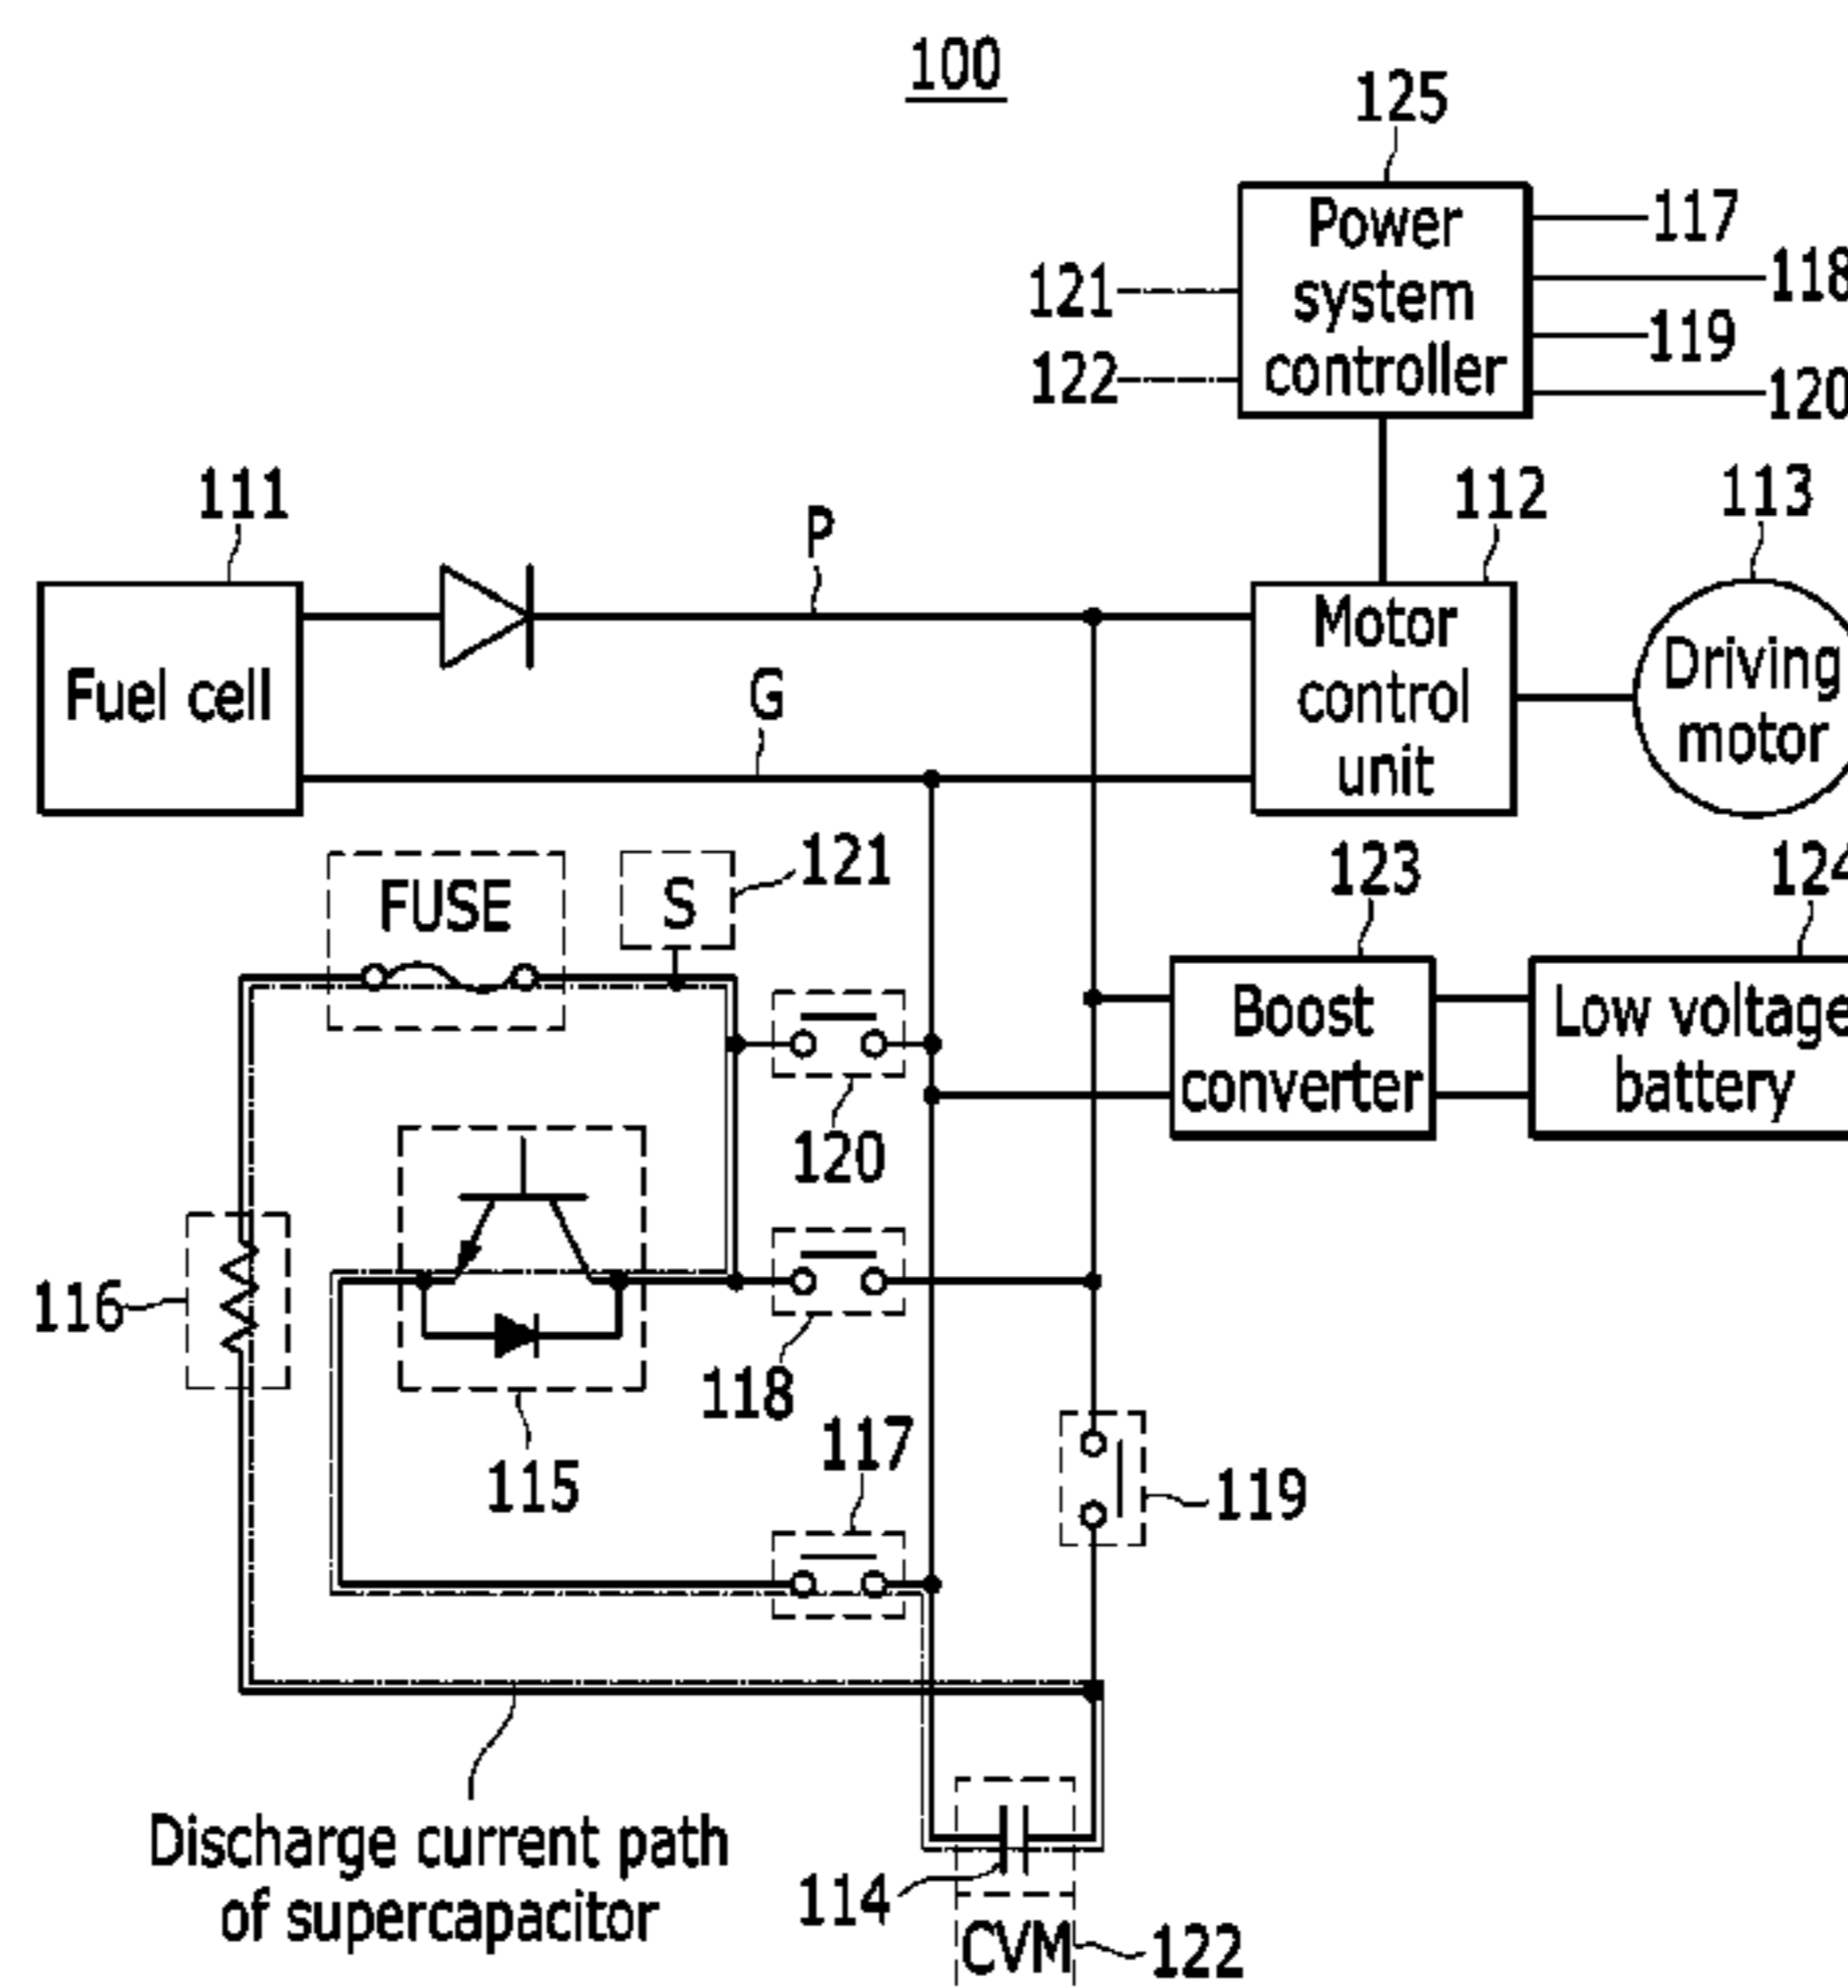 100
125
Power
system
controller
117
118
119
120
121
122
111
P
112
113
Fuel cell
G
Motor
control
unit
Driving
motor
FUSE
S
121
123
124
Boost
converter
Low voltage
battery
120
116
118
115
117
119
Discharge current path
of supercapacitor
114
CVM
122